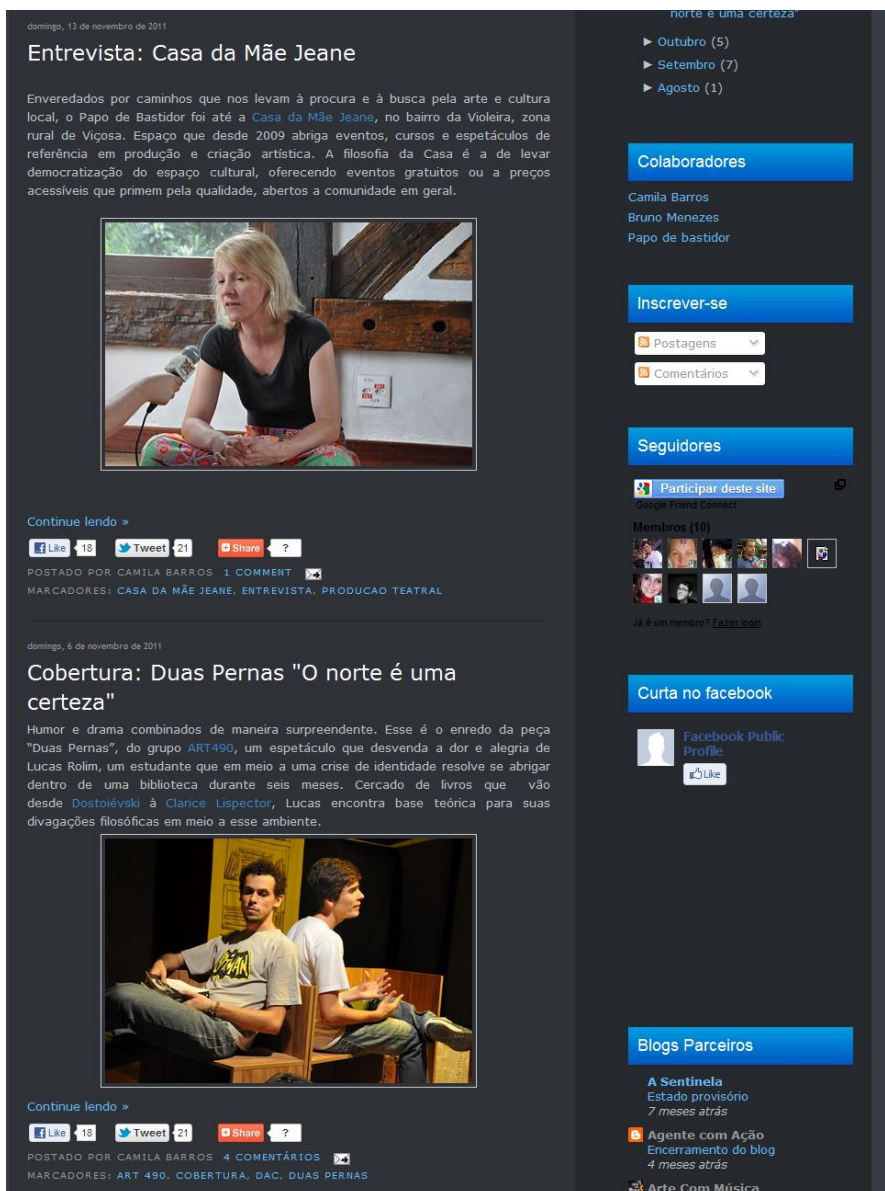 domingo, 13 de novembro de 2011
Entrevista: Casa da Mãe Jeane
Enveredados por caminhos que nos levam à procura e à busca pela arte e cultura
local, o Papo de Bastidor foi até a Casa da Mãe Jeane, no bairro da Violeira, zona
rural de Viçosa. Espaço que desde 2009 abriga eventos, cursos e espetáculos de
referência em produção e criação artística. A filosofia da Casa é a de levar
democratização do espaço cultural, oferecendo eventos gratuitos ou a preços
acessíveis que primem pela qualidade, abertos a comunidade em geral.
Continue lendo »
Like 18 Tweet 21 Share ?
POSTADO POR CAMILA BARROS 1 COMMENT
MARCADORES: CASA DA MÃE JEANE, ENTREVISTA, PRODUCAO TEATRAL
domingo, 6 de novembro de 2011
Cobertura: Duas Pernas "O norte é uma
certeza"
Humor e drama combinados de maneira surpreendente. Esse é o enredo da peça
"Duas Pernas", do grupo ART490, um espetáculo que desvenda a dor e alegria de
Lucas Rolim, um estudante que em meio a uma crise de identidade resolve se abrigar
dentro de uma biblioteca durante seis meses. Cercado de livros que vão
desde Dostoiévski à Clarice Lispector, Lucas encontra base teórica para suas
divagações filosóficas em meio a esse ambiente.
BATMAN
Continue lendo »
Like 18 Tweet 21 Share ?
POSTADO POR CAMILA BARROS 4 COMENTÁRIOS
MARCADORES: ART 490, COBERTURA, DAC, DUAS PERNAS
norte é uma certeza"
► Outubro (5)
► Setembro (7)
► Agosto (1)
Colaboradores
Camila Barros
Bruno Menezes
Papo de bastidor
Inscrever-se
Postagens
Comentários
Seguidores
Participar deste site
Google Friend Connect
Membros (10)
Já é um membro? Fazer login
Curta no facebook
Facebook Public
Profile
Like
Blogs Parceiros
A Sentinela
Estado provisório
7 meses atrás
Agente com Ação
Encerramento do blog
4 meses atrás
Arte Com Música